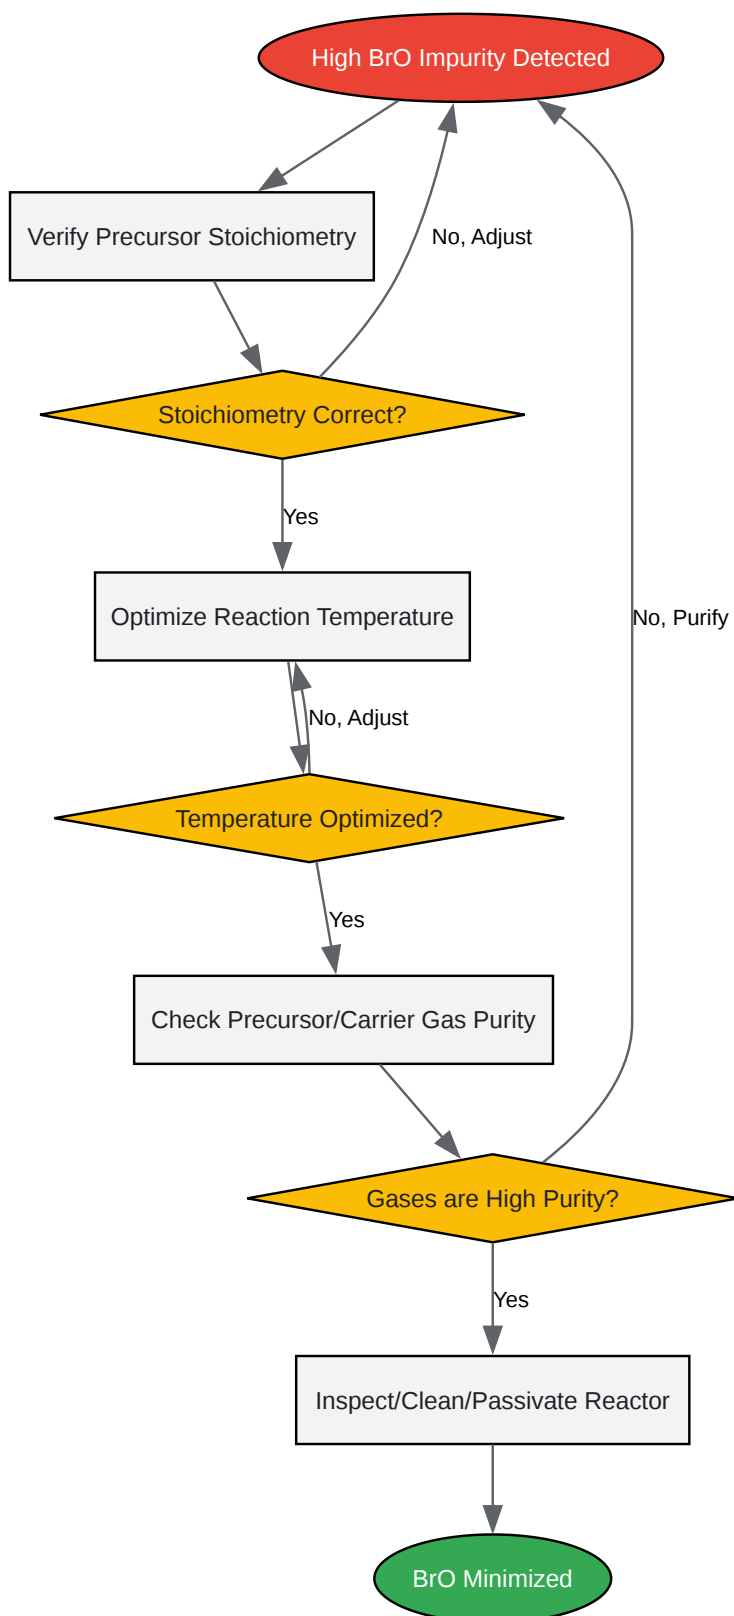 High BrO Impurity Detected
Verify Precursor Stoichiometry
No, Adjust
Stoichiometry Correct?
Yes
Optimize Reaction Temperature
No, Purify
No, Adjust
Temperature Optimized?
Yes
Check Precursor/Carrier Gas Purity
Gases are High Purity?
Yes
Inspect/Clean/Passivate Reactor
BrO Minimized